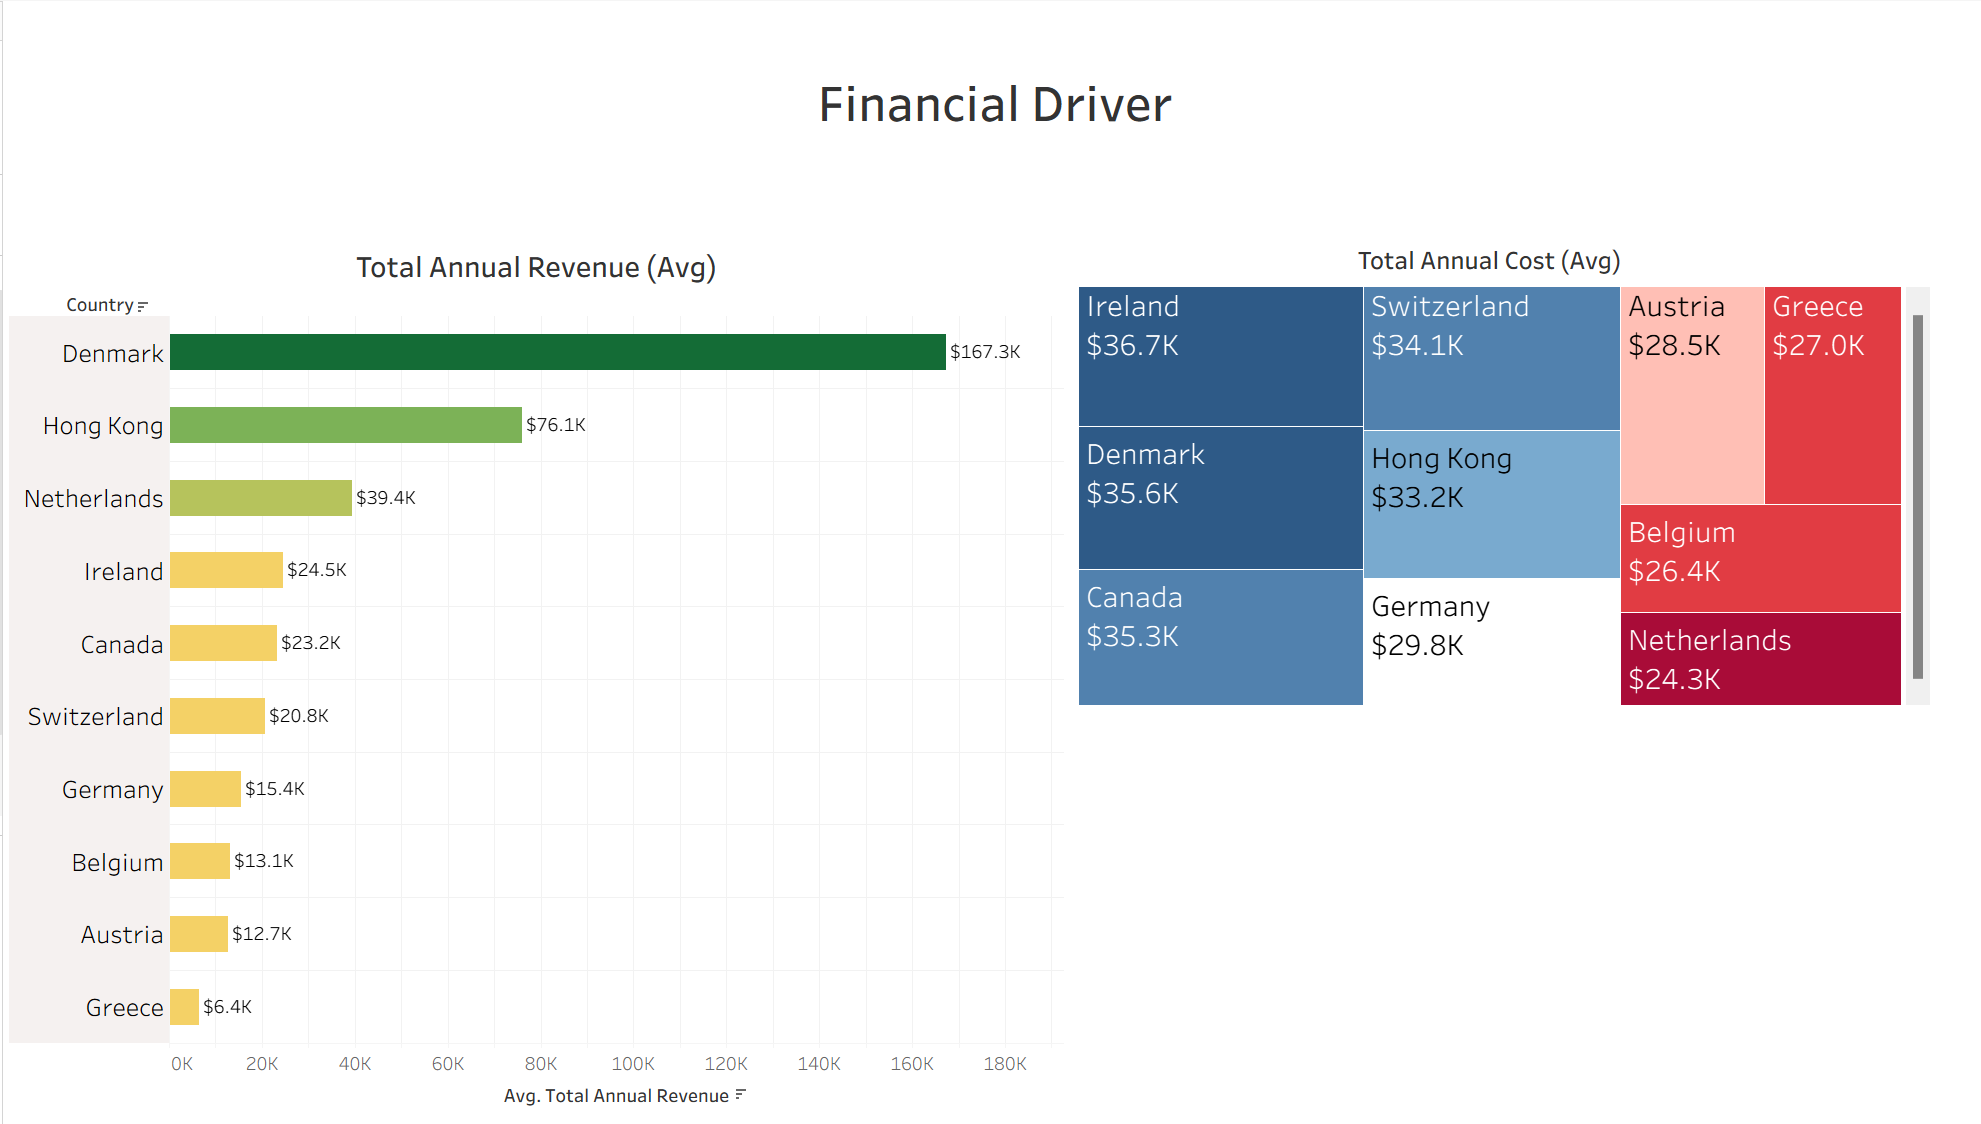 Financial Driver
Total Annual Revenue (Avg)
Country
Denmark
$167.3K
Hong Kong
$76.1K
Netherlands
$39.4K
Ireland
$24.5K
Canada
$23.2K
Switzerland
$20.8K
Germany
$15.4K
Belgium
$13.1K
Austria
$12.7K
Greece
$6.4K
0K 20K 40K 60K 80K 100K 120K 140K 160K 180K
Avg. Total Annual Revenue
Total Annual Cost (Avg)
Ireland
$36.7K
Denmark
$35.6K
Canada
$35.3K
Switzerland
$34.1K
Hong Kong
$33.2K
Germany
$29.8K
Austria
$28.5K
Greece
$27.0K
Belgium
$26.4K
Netherlands
$24.3K